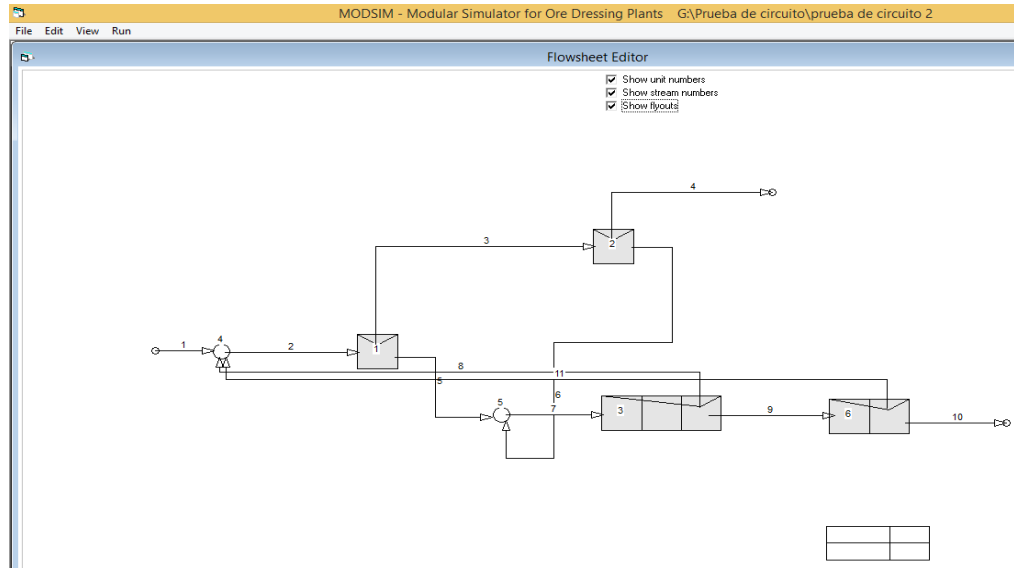 MODSIM - Modular Simulator for Ore Dressing Plants G:\Prueba de circuito\prueba de circuito 2
File Edit View Run
Flowsheet Editor
Show unit numbers
Show stream numbers
Show flyouts
4
3
2
1
4
2
1
8
11
5
6
5
7
3
9
6
10